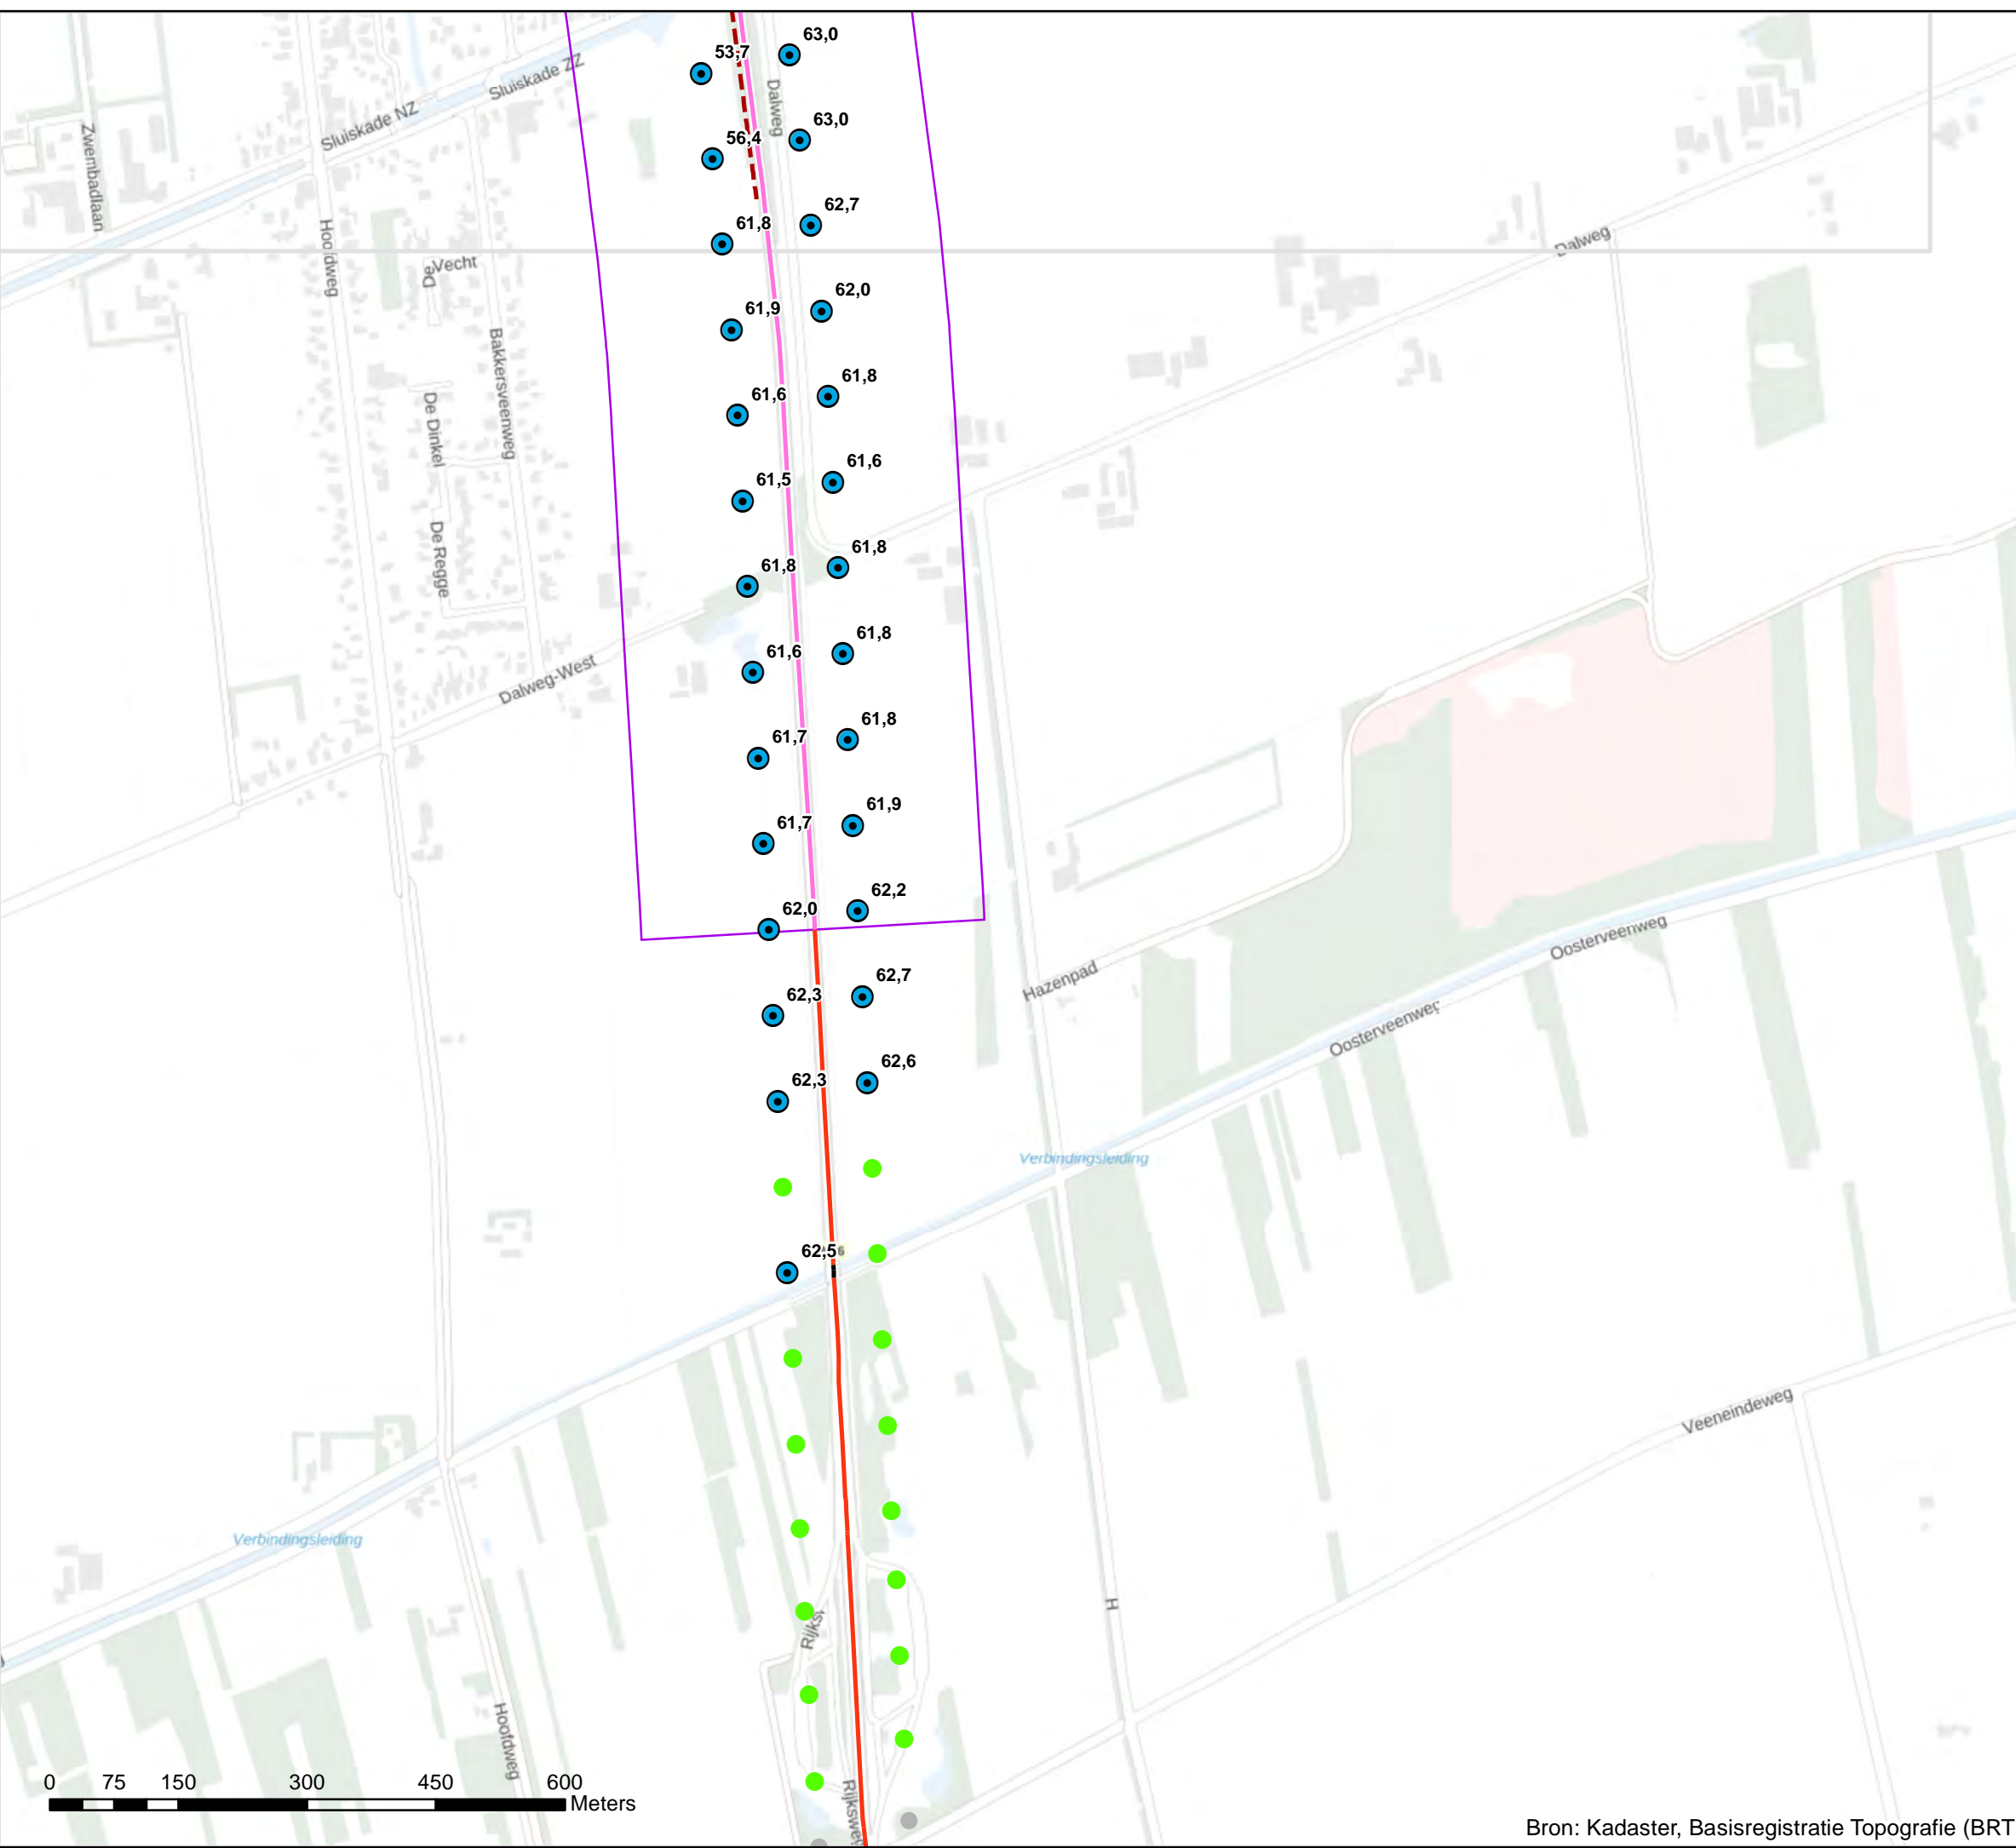 63,0
53,7
Sluiskade ZZ
Dalweg
Sluiskade NZ
63,0
56,4
Zwembadlaan
62,7
61,8
Hoofdweg
Dalweg
De Vecht
62,0
61,9
Bakkersveenweg
61,8
61,6
De Dinkel
61,6
61,5
De Regge
61,8
61,8
61,8
61,6
Dalweg-West
61,8
61,7
61,9
61,7
62,2
62,0
Oosterveenweg
Hazenpad
62,7
62,3
Oosterveenweg
62,6
62,3
Verbindingsleiding
62,5
Veeneindeweg
Verbindingsleiding
H
Rijksw
Hoofdweg
Rijksweg
0 75 150 300 450 600
Meters
Bron: Kadaster, Basisregistratie Topografie (BRT